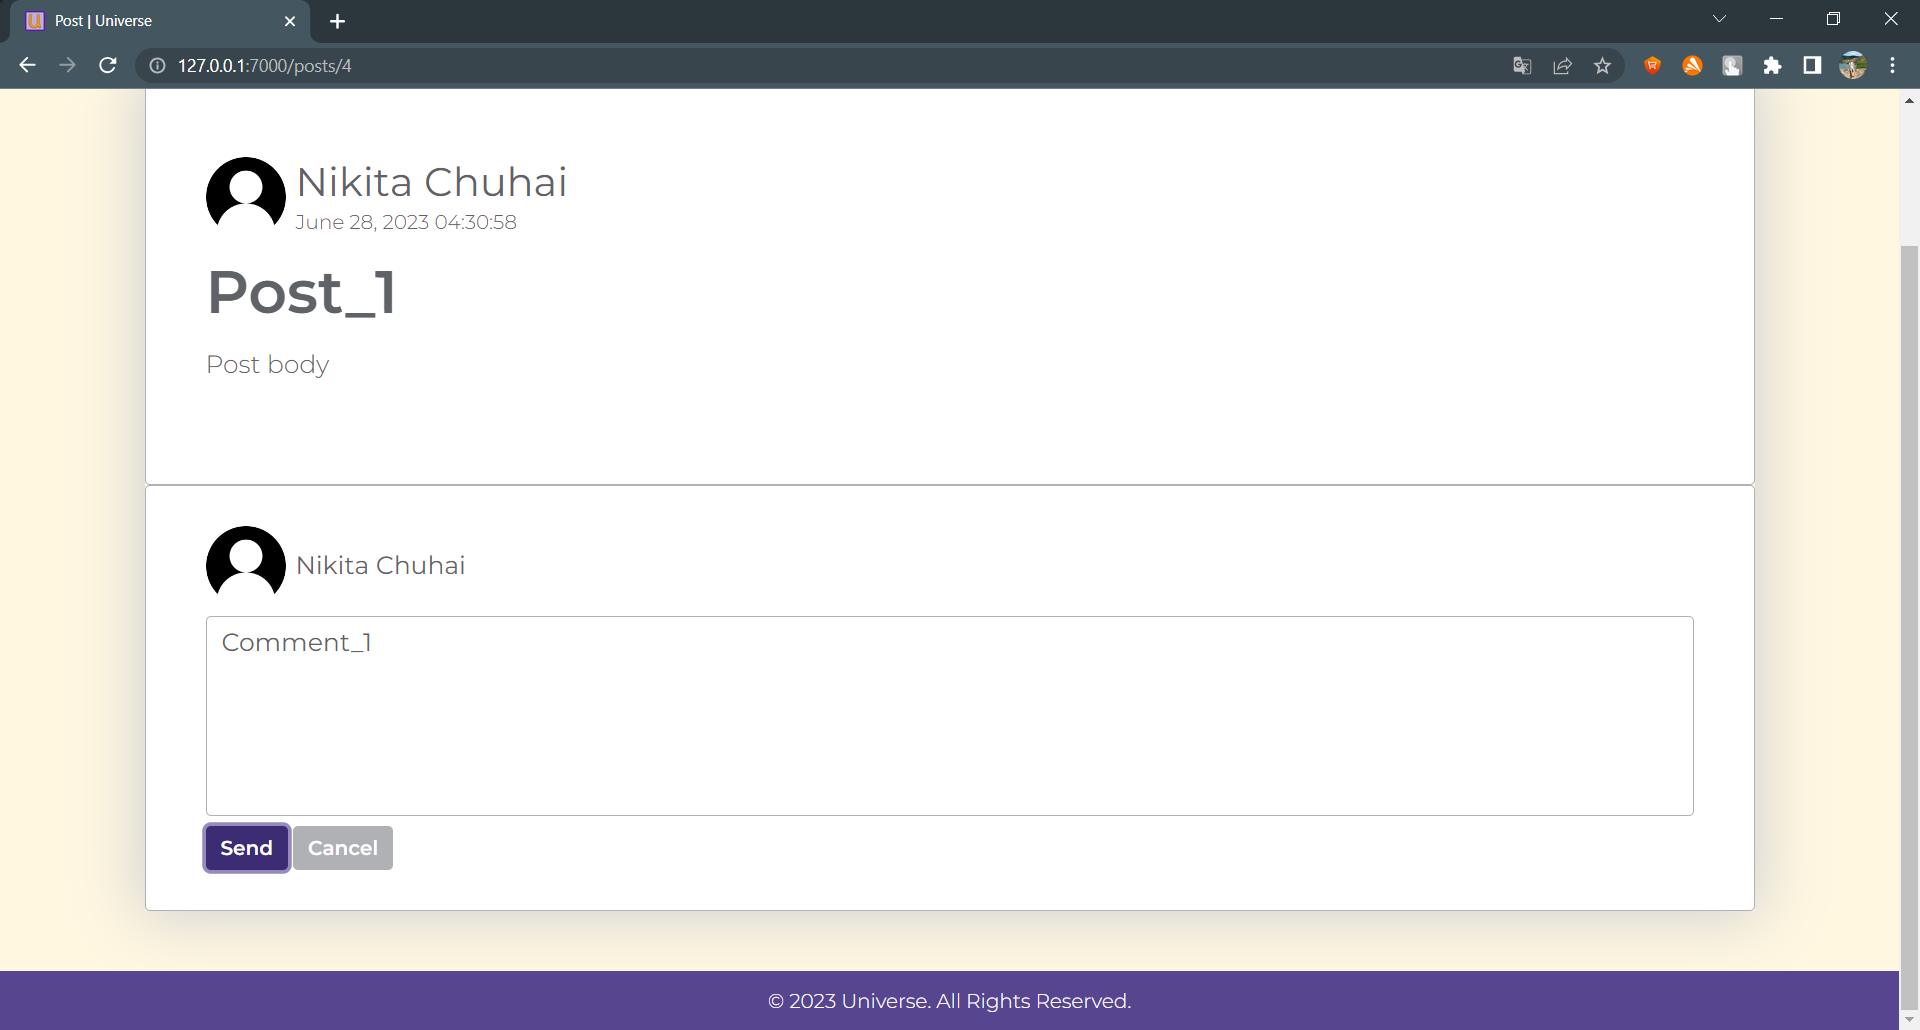 Post | Universe
127.0.0.1:7000/posts/4
Nikita Chuhai
June 28, 2023 04:30:58
Post_1
Post body
Nikita Chuhai
Comment_1
Send Cancel
© 2023 Universe. All Rights Reserved.